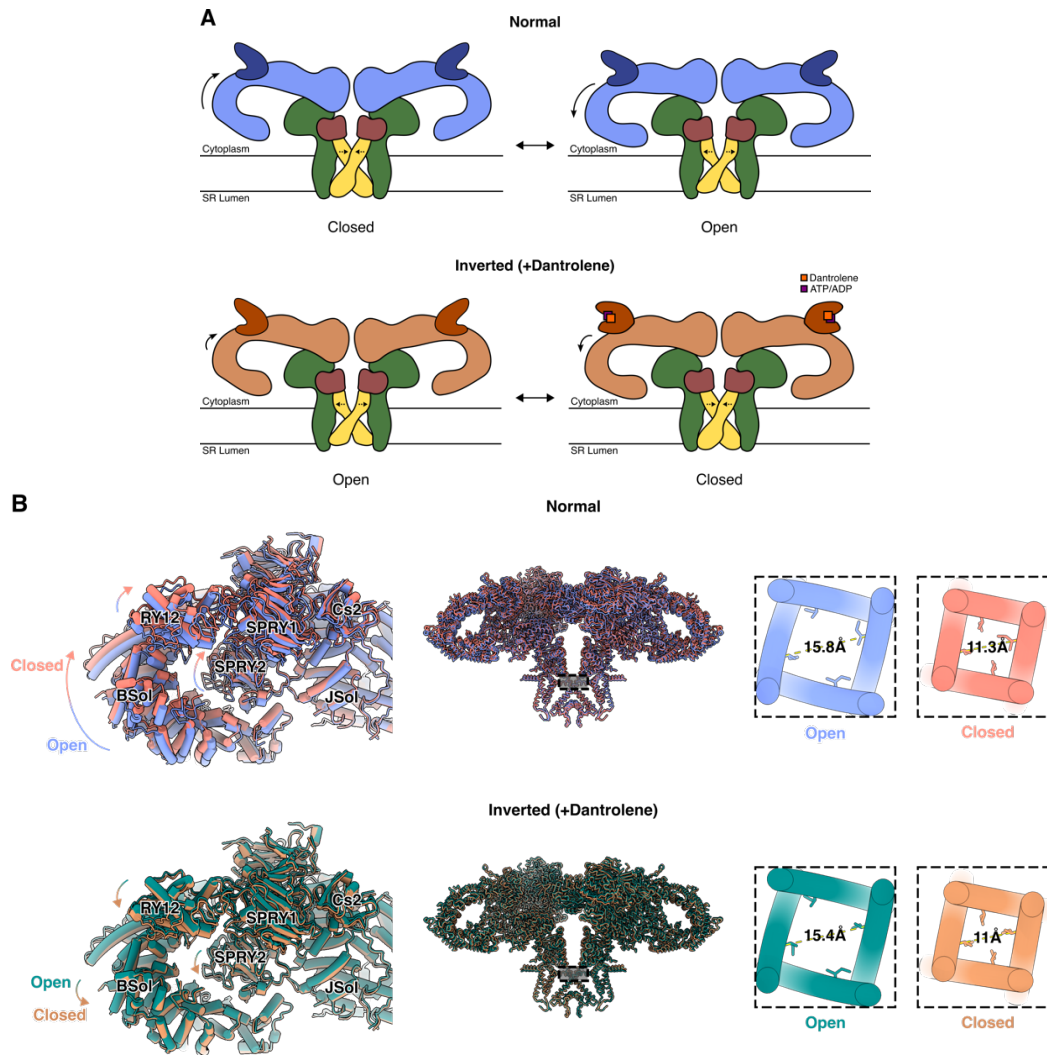 A
Normal
Cytoplasm
SR Lumen
Closed
Cytoplasm
SR Lumen
Open
Inverted (+Dantrolene)
Dantrolene
ATP/ADP
Cytoplasm
SR Lumen
Open
Cytoplasm
SR Lumen
Closed
B
Normal
RY12
SPRY1
Cs2
SPRY2
BSol
JSol
Closed
Open
15.8Å
Open
11.3Å
Closed
Inverted (+Dantrolene)
RY12
SPRY1
Cs2
SPRY2
BSol
JSol
Open
Closed
15.4Å
Open
11Å
Closed